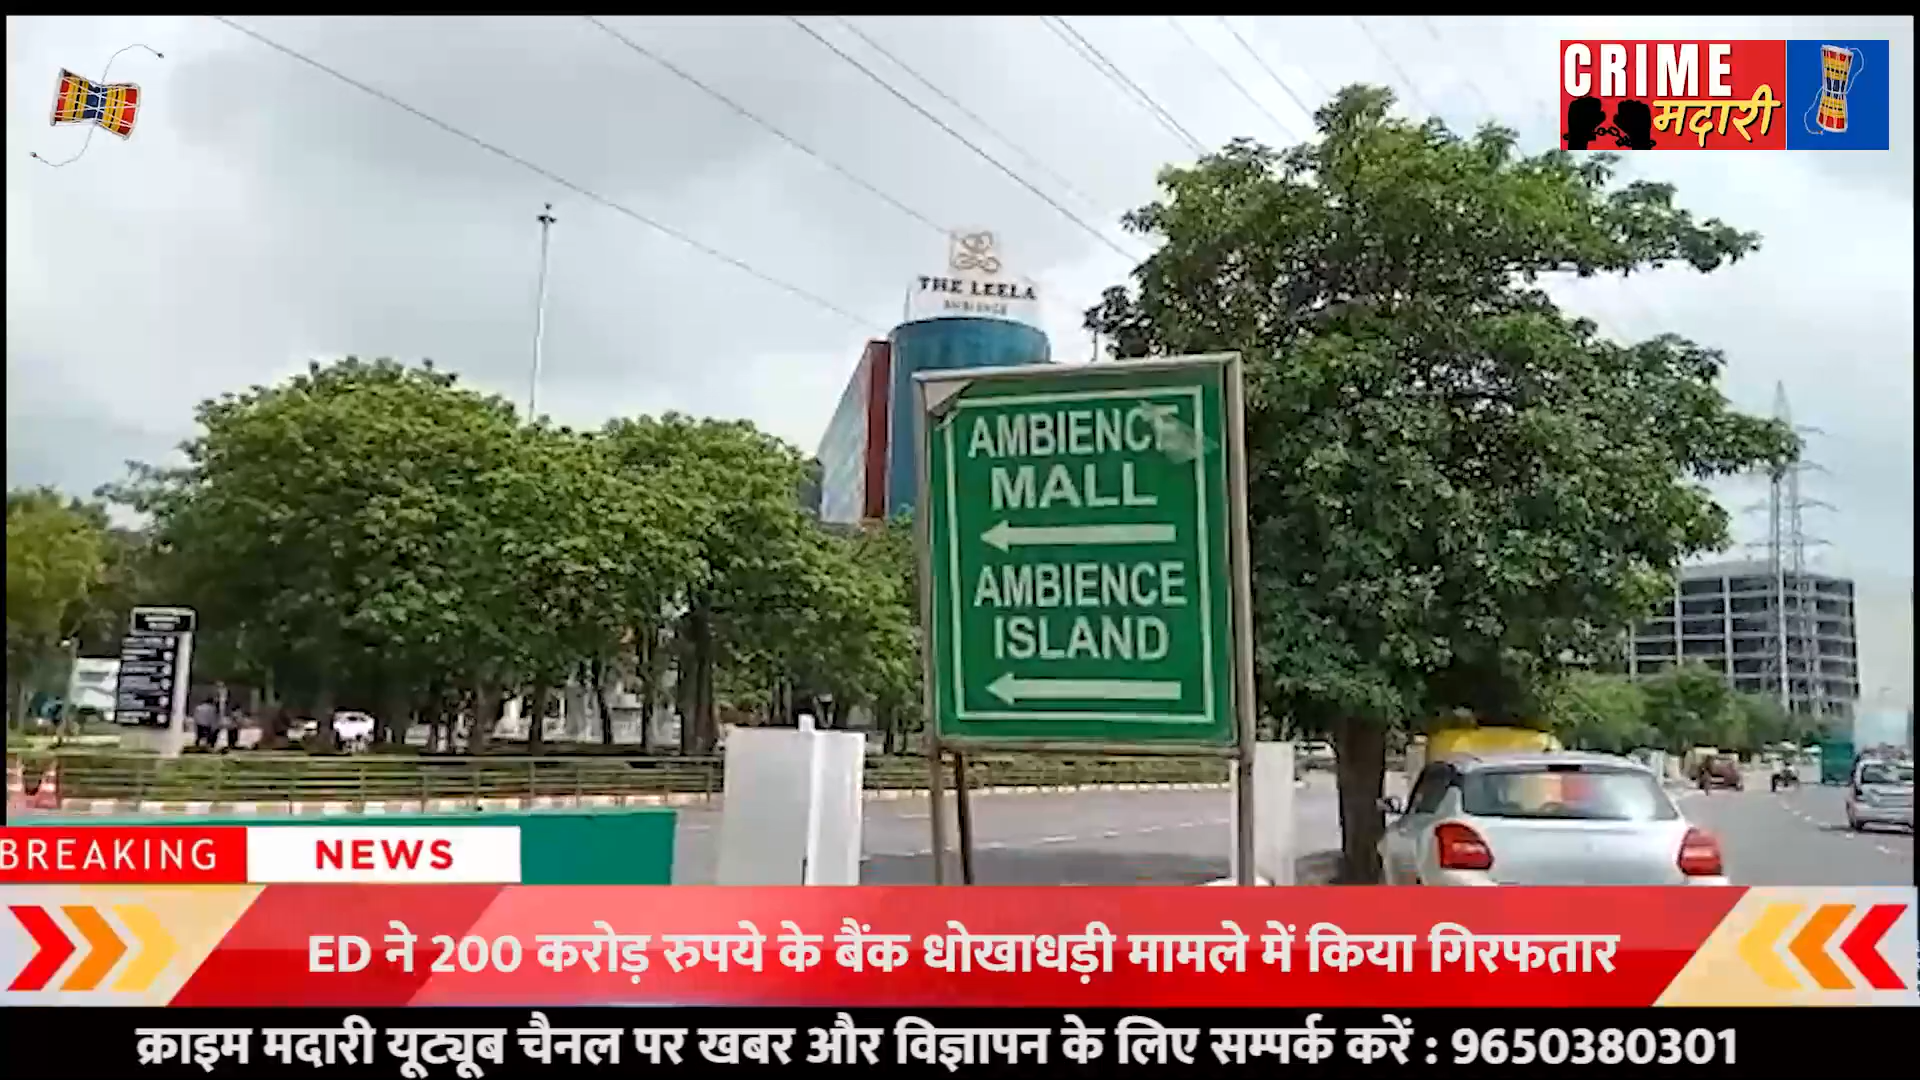 CRIME
मदारी
THE LEELA
AMBIENCE
AMBIENCE
MALL
AMBIENCE
ISLAND
BREAKING NEWS
ED ने 200 करोड़ रुपये के बैंक धोखाधड़ी मामले में किया गिरफतार
क्राइम मदारी यूट्यूब चैनल पर खबर और विज्ञापन के लिए सम्पर्क करें : 9650380301